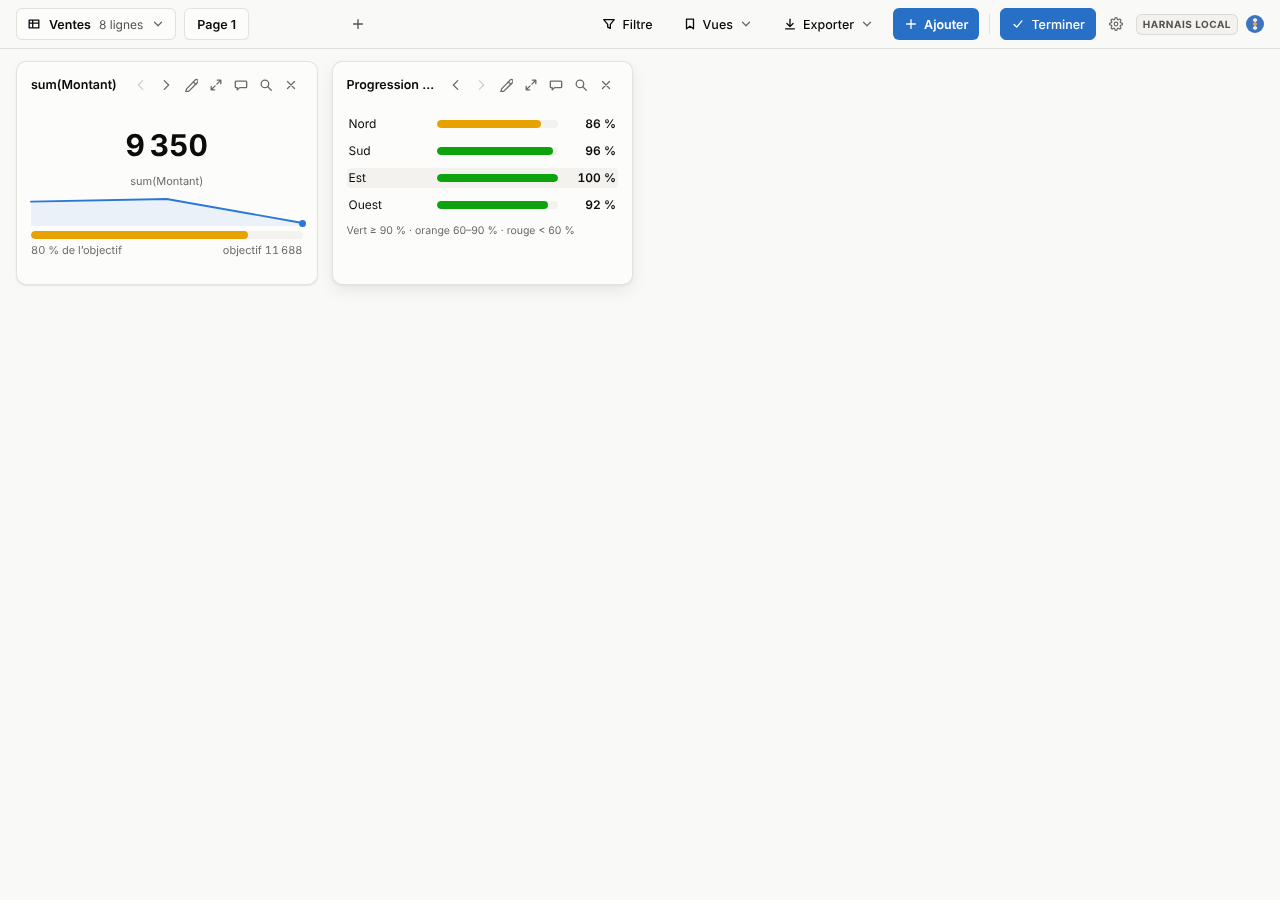 Ventes 8 lignes
Page 1
Filtre
Vues
Exporter
Ajouter
Terminer
HARNAIS LOCAL
sum(Montant)
9 350
sum(Montant)
80 % de l'objectif
objectif 11 688
Progression ...
Nord 86 %
Sud 96 %
Est 100 %
Ouest 92 %
Vert ≥ 90 % · orange 60–90 % · rouge < 60 %